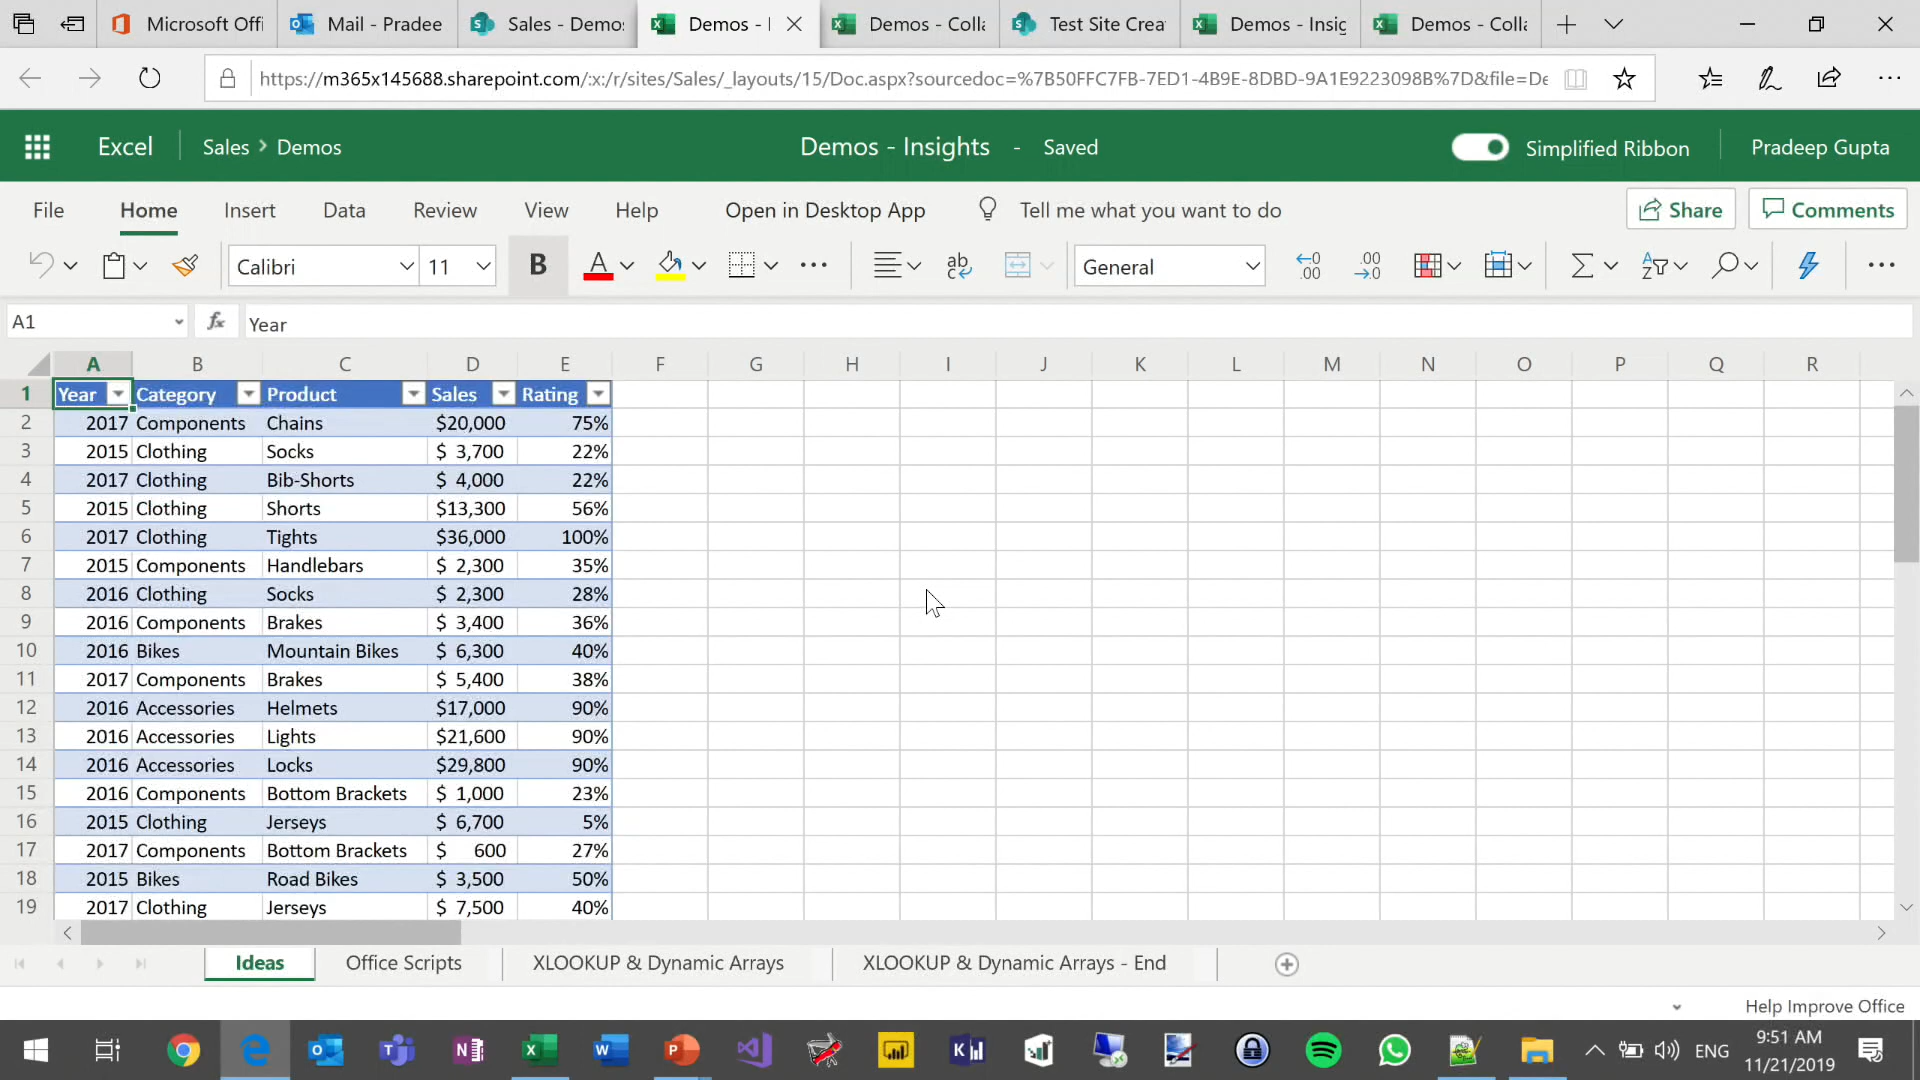 Microsoft Offi
Mail - Pradee
Sales - Demo
Demos - I
Demos - Colla
Test Site Crea
Demos - Insig
Demos - Colla
https://m365x145688.sharepoint.com/:x:/r/sites/Sales/_layouts/15/Doc.aspx?sourcedoc=%7B50FFC7FB-7ED1-4B9E-8DBD-9A1E9223098B%7D&file=De
Excel Sales > Demos Demos - Insights - Saved Simplified Ribbon Pradeep Gupta
File Home Insert Data Review View Help Open in Desktop App Tell me what you want to do Share Comments
Calibri 11 B A ab General .00 .00
A1 fx Year
A B C D E F G H I J K L M N O P Q R
1 Year Category Product Sales Rating
2 2017 Components Chains $20,000 75%
3 2015 Clothing Socks $ 3,700 22%
4 2017 Clothing Bib-Shorts $ 4,000 22%
5 2015 Clothing Shorts $13,300 56%
6 2017 Clothing Tights $36,000 100%
7 2015 Components Handlebars $ 2,300 35%
8 2016 Clothing Socks $ 2,300 28%
9 2016 Components Brakes $ 3,400 36%
10 2016 Bikes Mountain Bikes $ 6,300 40%
11 2017 Components Brakes $ 5,400 38%
12 2016 Accessories Helmets $17,000 90%
13 2016 Accessories Lights $21,600 90%
14 2016 Accessories Locks $29,800 90%
15 2016 Components Bottom Brackets $ 1,000 23%
16 2015 Clothing Jerseys $ 6,700 5%
17 2017 Components Bottom Brackets $ 600 27%
18 2015 Bikes Road Bikes $ 3,500 50%
19 2017 Clothing Jerseys $ 7,500 40%
Ideas Office Scripts XLOOKUP & Dynamic Arrays XLOOKUP & Dynamic Arrays - End
Help Improve Office
ENG
9:51 AM
11/21/2019